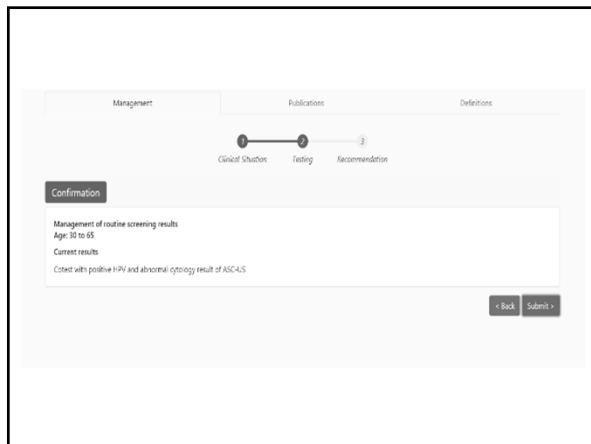 Management Publications Definitions
1 2 3
Clinical Situation Testing Recommendation
Confirmation
Management of routine screening results
Age: 30 to 65
Current results
Cotest with positive HPV and abnormal cytology result of ASC-US
< Back Submit >